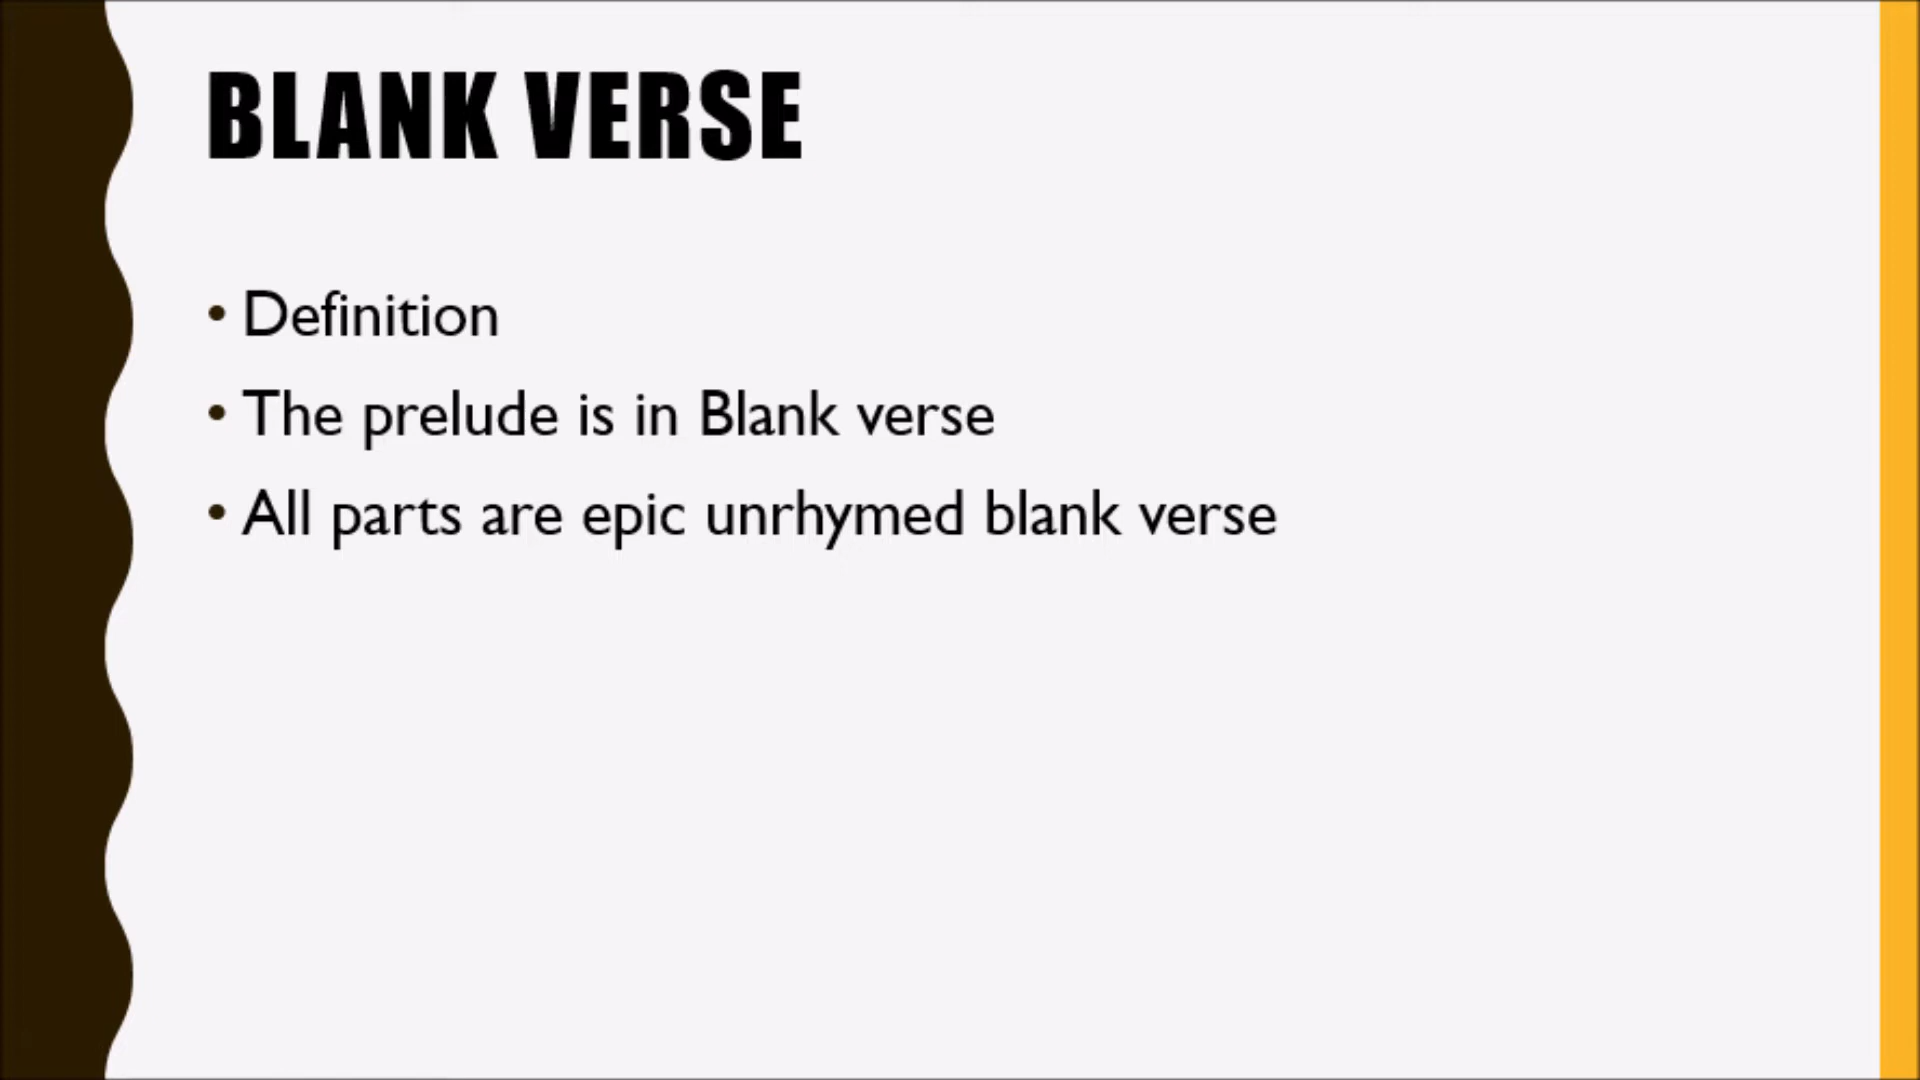 BLANK VERSE
• Definition
• The prelude is in Blank verse
• All parts are epic unrhymed blank verse